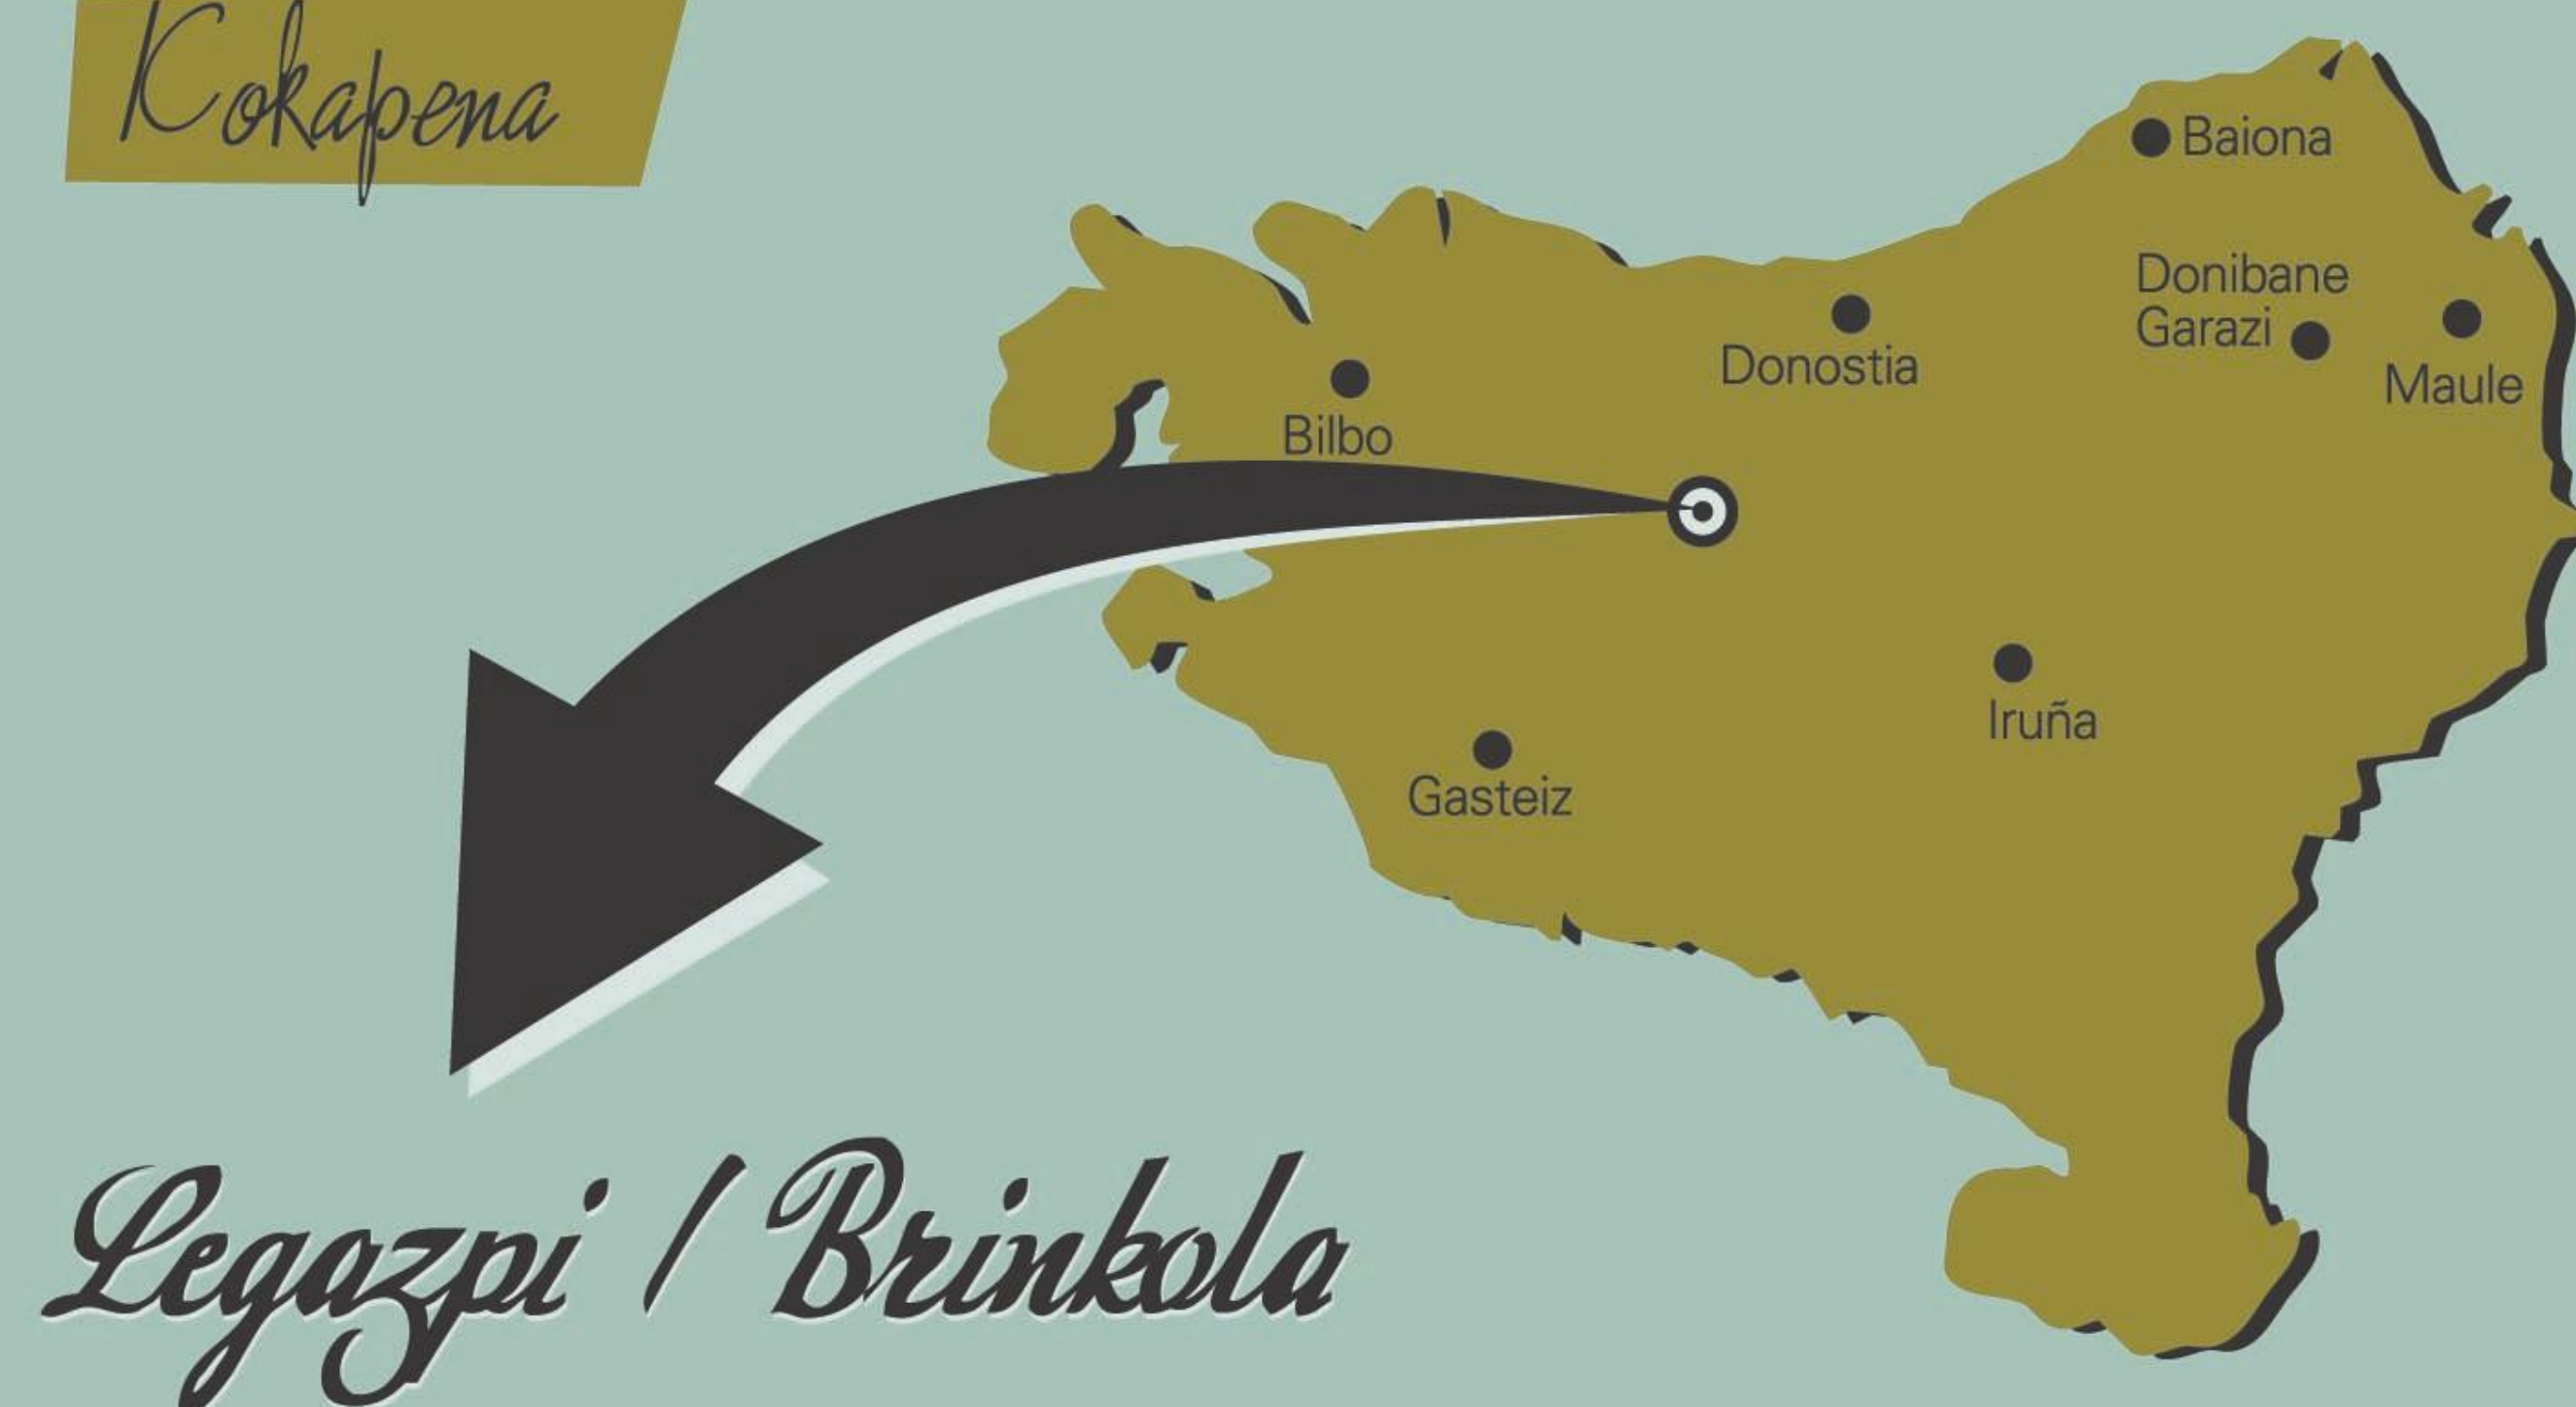 Kokapena
Baiona
Donibane
Garazi
Maule
Donostia
Bilbo
Iruña
Gasteiz
Legazpi / Brinkola